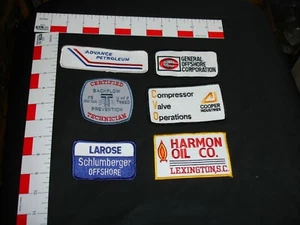 ADVANCE
PETROLEUM
GENERAL
OFFSHORE
CORPORATION
CERTIFIED
BACKFLOW
PREVENTION
TECHNICIAN
Compressor
Valve
Operations
COOPER
INDUSTRIES
LAROSE
Schlumberger
OFFSHORE
HARMON
OIL CO.
LEXINGTON,S.C.